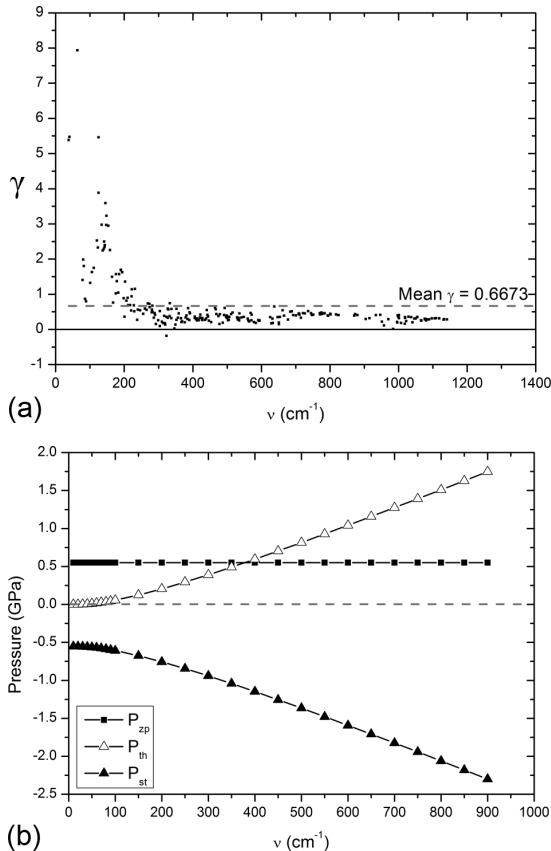 9
8
7
6
5
4
3
2
1
0
-1
γ
Mean γ = 0.6673
0 200 400 600 800 1000 1200 1400
(a)
ν (cm-1)
2.0
1.5
1.0
0.5
0.0
-0.5
-1.0
-1.5
-2.0
-2.5
Pressure (GPa)
Pzp
Pth
Pst
0 100 200 300 400 500 600 700 800 900 1000
(b)
ν (cm-1)